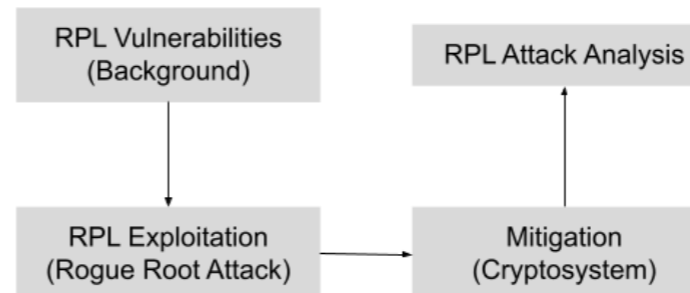 RPL Vulnerabilities
(Background)
RPL Exploitation
(Rogue Root Attack)
Mitigation
(Cryptosystem)
RPL Attack Analysis